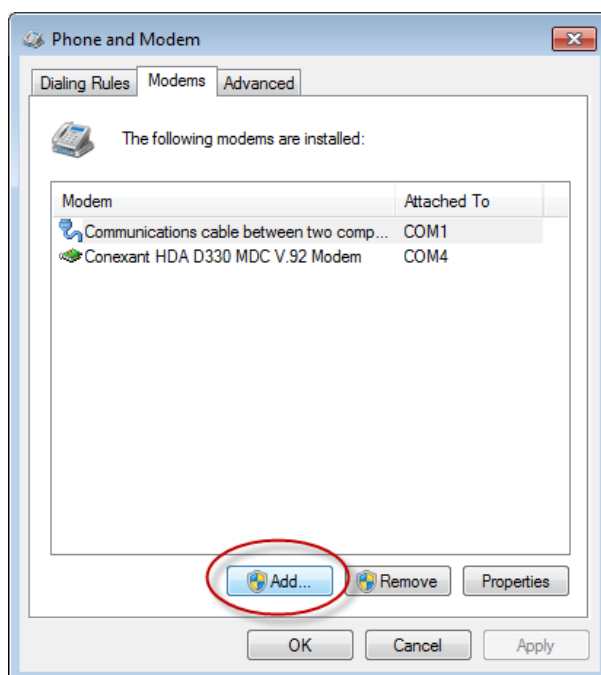 Phone and Modem
Dialing Rules Modems Advanced
The following modems are installed:
Modem Attached To
Communications cable between two comp... COM1
Conexant HDA D330 MDC V.92 Modem COM4
Add... Remove Properties
OK Cancel Apply